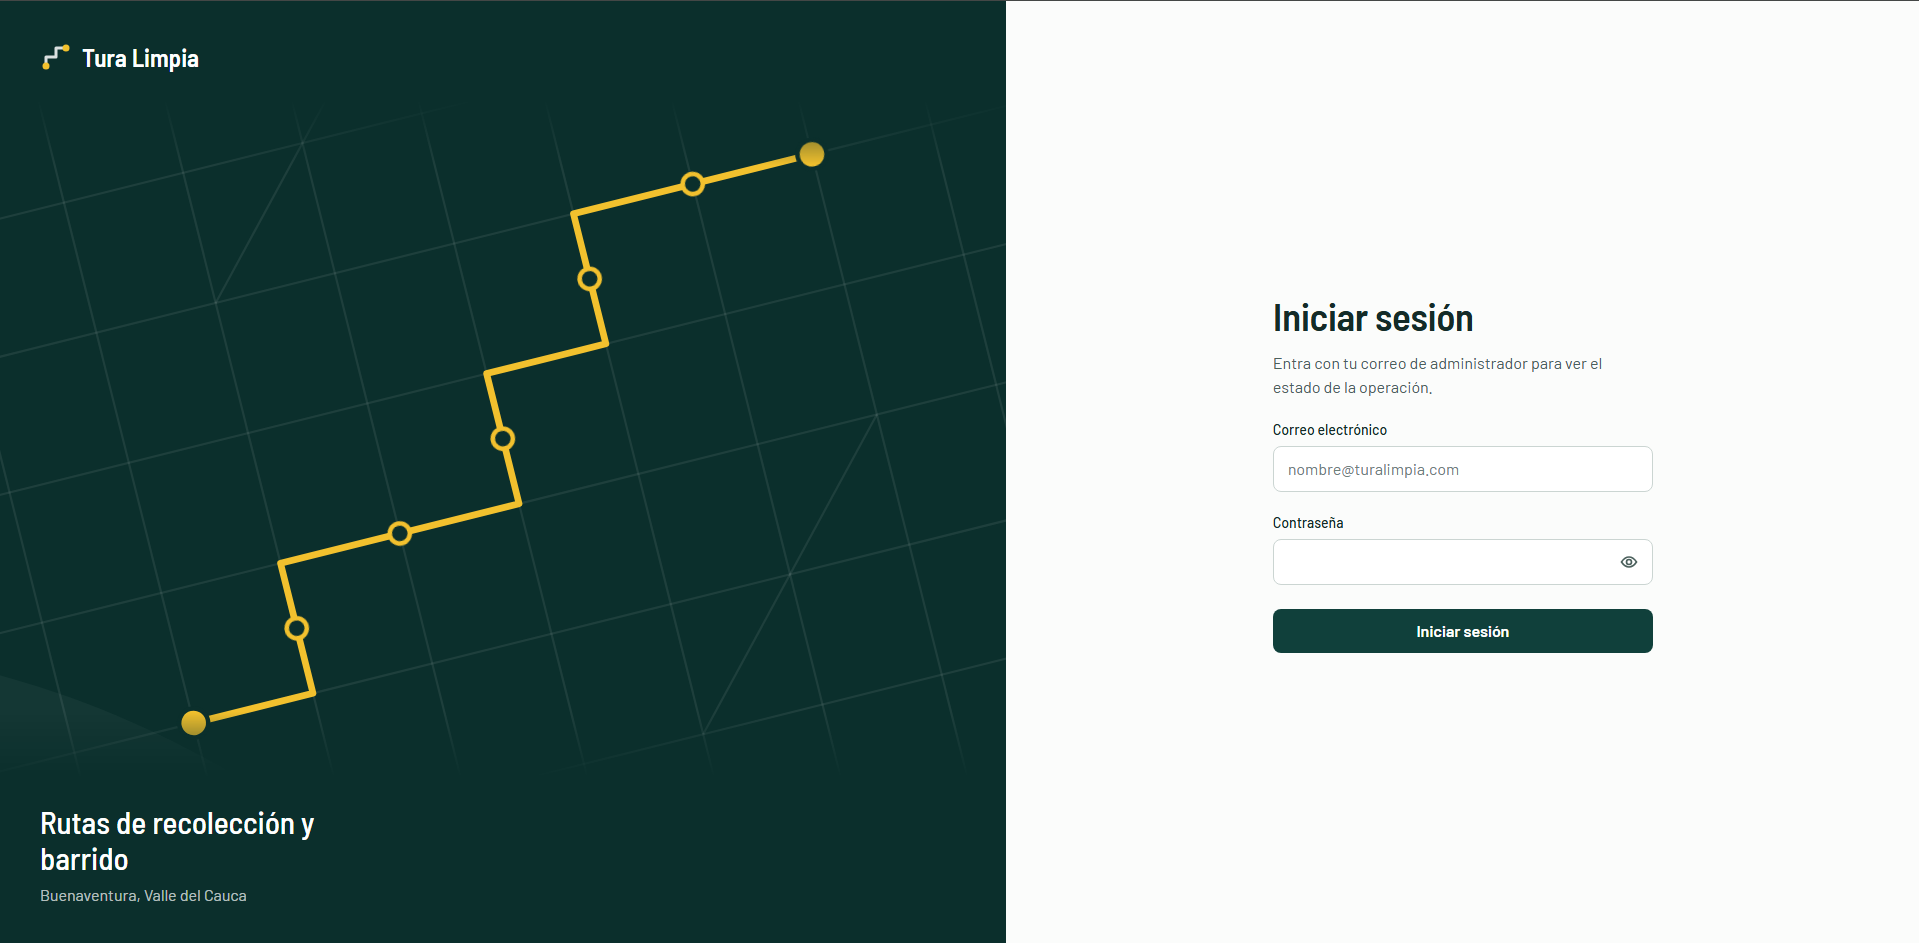 Tura Limpia
Rutas de recolección y
barrido
Buenaventura, Valle del Cauca
Iniciar sesión
Entra con tu correo de administrador para ver el
estado de la operación.
Correo electrónico
nombre@turalimpia.com
Contraseña
Iniciar sesión